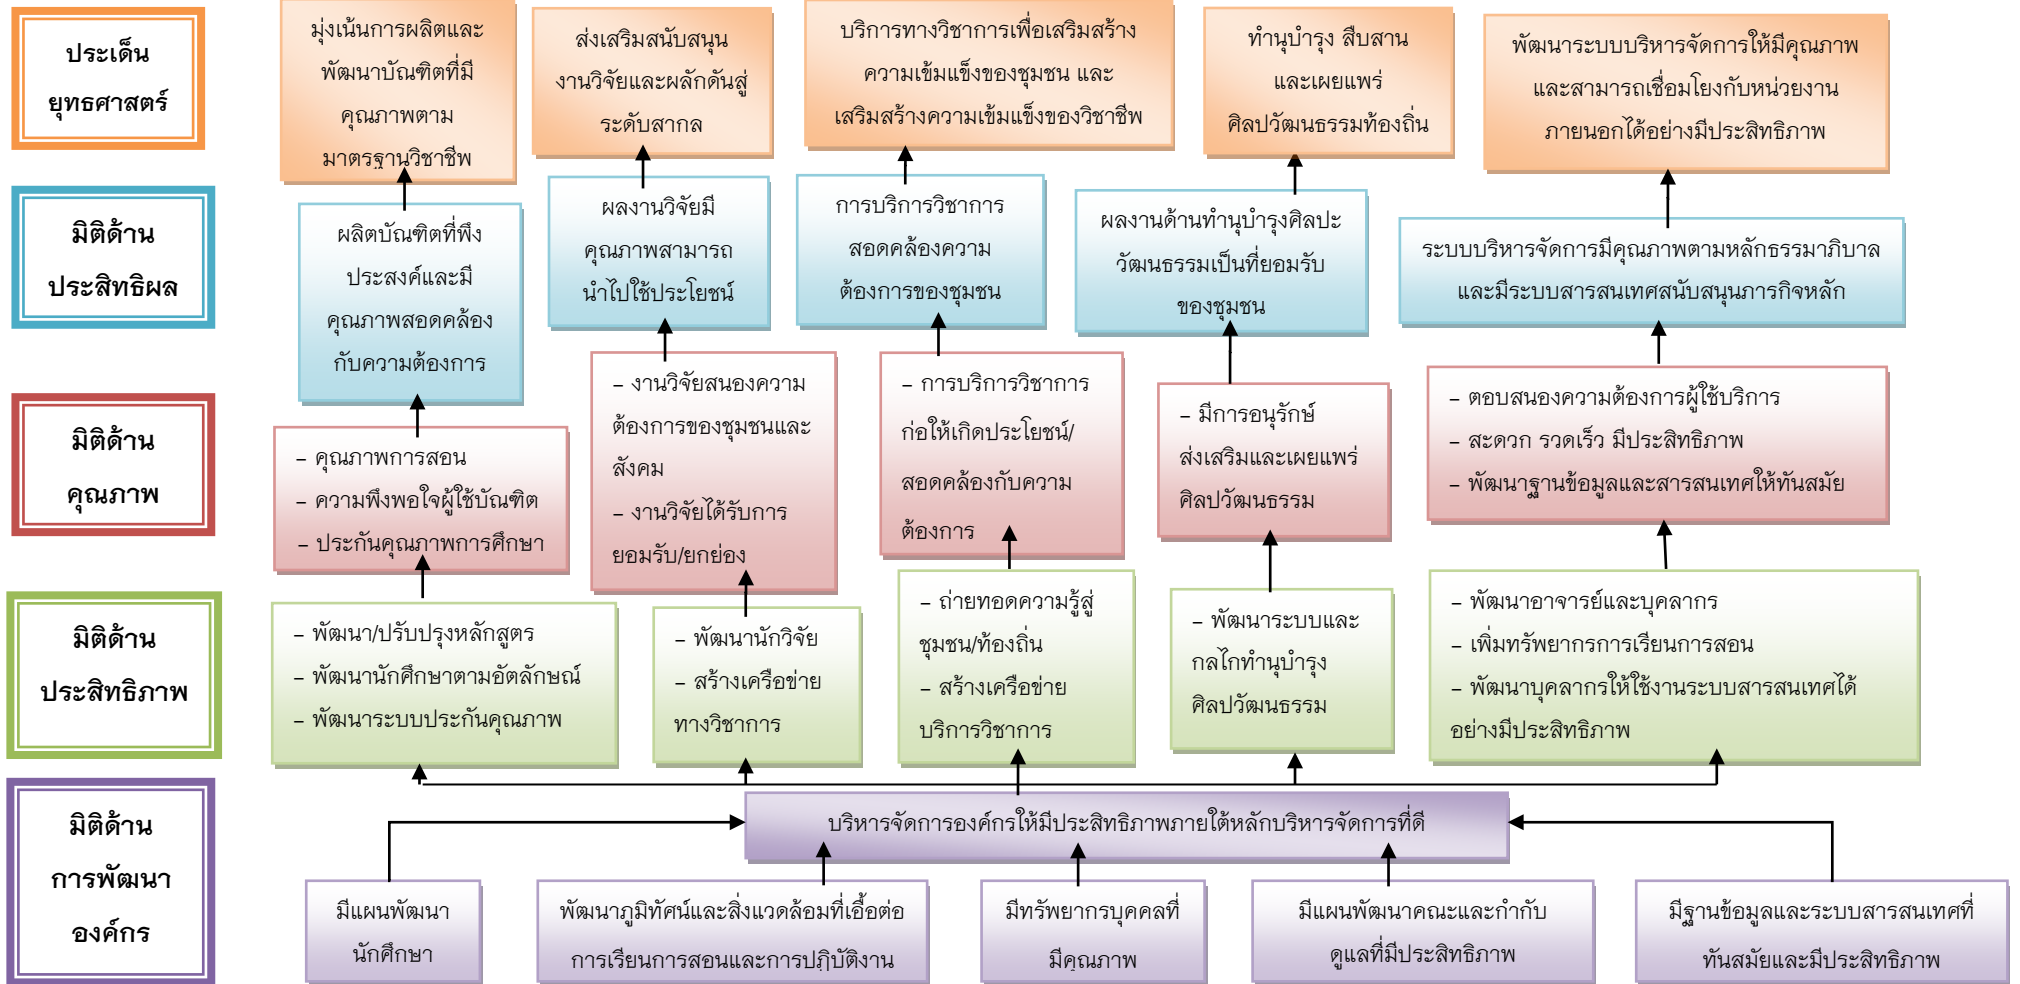 ประเด็น
ยุทธศาสตร์
มุ่งเน้นการผลิตและ
พัฒนาบัณฑิตที่มี
คุณภาพตาม
มาตรฐานวิชาชีพ
ส่งเสริมสนับสนุน
งานวิจัยและผลักดันสู่
ระดับสากล
บริการทางวิชาการเพื่อเสริมสร้าง
ความเข้มแข็งของชุมชน และ
เสริมสร้างความเข้มแข็งของวิชาชีพ
ทำนุบำรุง สืบสาน
และเผยแพร่
ศิลปวัฒนธรรมท้องถิ่น
พัฒนาระบบบริหารจัดการให้มีคุณภาพ
และสามารถเชื่อมโยงกับหน่วยงาน
ภายนอกได้อย่างมีประสิทธิภาพ
มิติด้าน
ประสิทธิผล
ผลิตบัณฑิตที่พึง
ประสงค์และมี
คุณภาพสอดคล้อง
กับความต้องการ
ผลงานวิจัยมี
คุณภาพสามารถ
นำไปใช้ประโยชน์
การบริการวิชาการ
สอดคล้องความ
ต้องการของชุมชน
ผลงานด้านทำนุบำรุงศิลปะ
วัฒนธรรมเป็นที่ยอมรับ
ของชุมชน
ระบบบริหารจัดการมีคุณภาพตามหลักธรรมาภิบาล
และมีระบบสารสนเทศสนับสนุนภารกิจหลัก
มิติด้าน
คุณภาพ
– คุณภาพการสอน
– ความพึงพอใจผู้ใช้บัณฑิต
– ประกันคุณภาพการศึกษา
– งานวิจัยสนองความ
ต้องการของชุมชนและ
สังคม
– งานวิจัยได้รับการ
ยอมรับ/ยกย่อง
– การบริการวิชาการ
ก่อให้เกิดประโยชน์/
สอดคล้องกับความ
ต้องการ
– มีการอนุรักษ์
ส่งเสริมและเผยแพร่
ศิลปวัฒนธรรม
– ตอบสนองความต้องการผู้ใช้บริการ
– สะดวก รวดเร็ว มีประสิทธิภาพ
– พัฒนาฐานข้อมูลและสารสนเทศให้ทันสมัย
มิติด้าน
ประสิทธิภาพ
– พัฒนา/ปรับปรุงหลักสูตร
– พัฒนานักศึกษาตามอัตลักษณ์
– พัฒนาระบบประกันคุณภาพ
– พัฒนานักวิจัย
– สร้างเครือข่าย
ทางวิชาการ
– ถ่ายทอดความรู้สู่
ชุมชน/ท้องถิ่น
– สร้างเครือข่าย
บริการวิชาการ
– พัฒนาระบบและ
กลไกทำนุบำรุง
ศิลปวัฒนธรรม
– พัฒนาอาจารย์และบุคลากร
– เพิ่มทรัพยากรการเรียนการสอน
– พัฒนาบุคลากรให้ใช้งานระบบสารสนเทศได้
อย่างมีประสิทธิภาพ
มิติด้าน
การพัฒนา
องค์กร
บริหารจัดการองค์กรให้มีประสิทธิภาพภายใต้หลักบริหารจัดการที่ดี
มีแผนพัฒนา
นักศึกษา
พัฒนาภูมิทัศน์และสิ่งแวดล้อมที่เอื้อต่อ
การเรียนการสอนและการปฏิบัติงาน
มีทรัพยากรบุคคลที่
มีคุณภาพ
มีแผนพัฒนาคณะและกำกับ
ดูแลที่มีประสิทธิภาพ
มีฐานข้อมูลและระบบสารสนเทศที่
ทันสมัยและมีประสิทธิภาพ